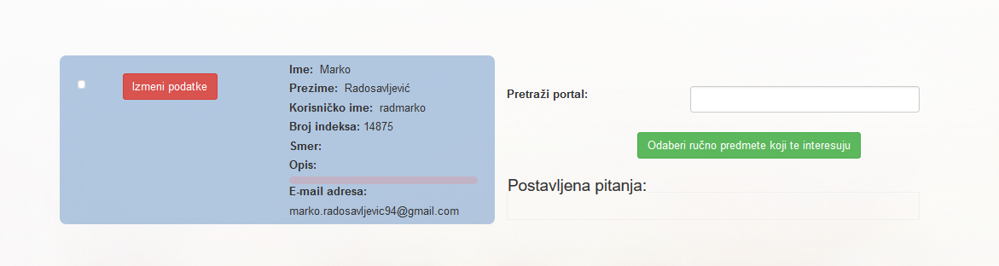 Izmeni podatke
Ime: Marko
Prezime: Radosavljević
Korisničko ime: radmarko
Broj indeksa: 14875
Smer:
Opis:
E-mail adresa:
marko.radosavljevic94@gmail.com
Pretraži portal:
Odaberi ručno predmete koji te interesuju
Postavljena pitanja: